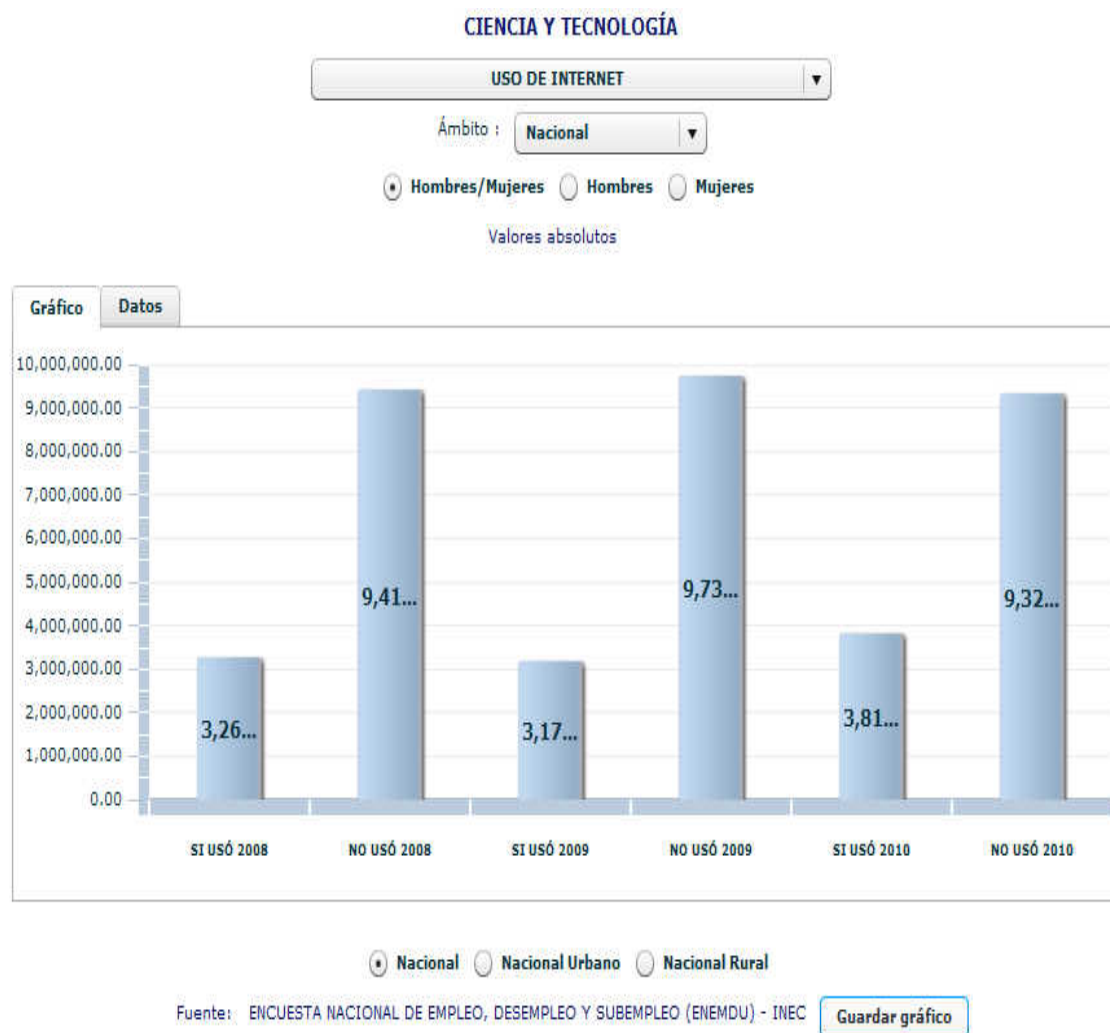 CIENCIA Y TECNOLOGÍA
USO DE INTERNET
Ámbito : Nacional
Hombres/Mujeres Hombres Mujeres
Valores absolutos
Gráfico Datos
10,000,000.00
9,000,000.00
8,000,000.00
7,000,000.00
6,000,000.00
5,000,000.00
4,000,000.00
3,000,000.00
2,000,000.00
1,000,000.00
0.00
3,26...
9,41...
3,17...
9,73...
3,81...
9,32...
SI USÓ 2008 NO USÓ 2008 SI USÓ 2009 NO USÓ 2009 SI USÓ 2010 NO USÓ 2010
Nacional Nacional Urbano Nacional Rural
Fuente: ENCUESTA NACIONAL DE EMPLEO, DESEMPLEO Y SUBEMPLEO (ENEMDU) - INEC Guardar gráfico